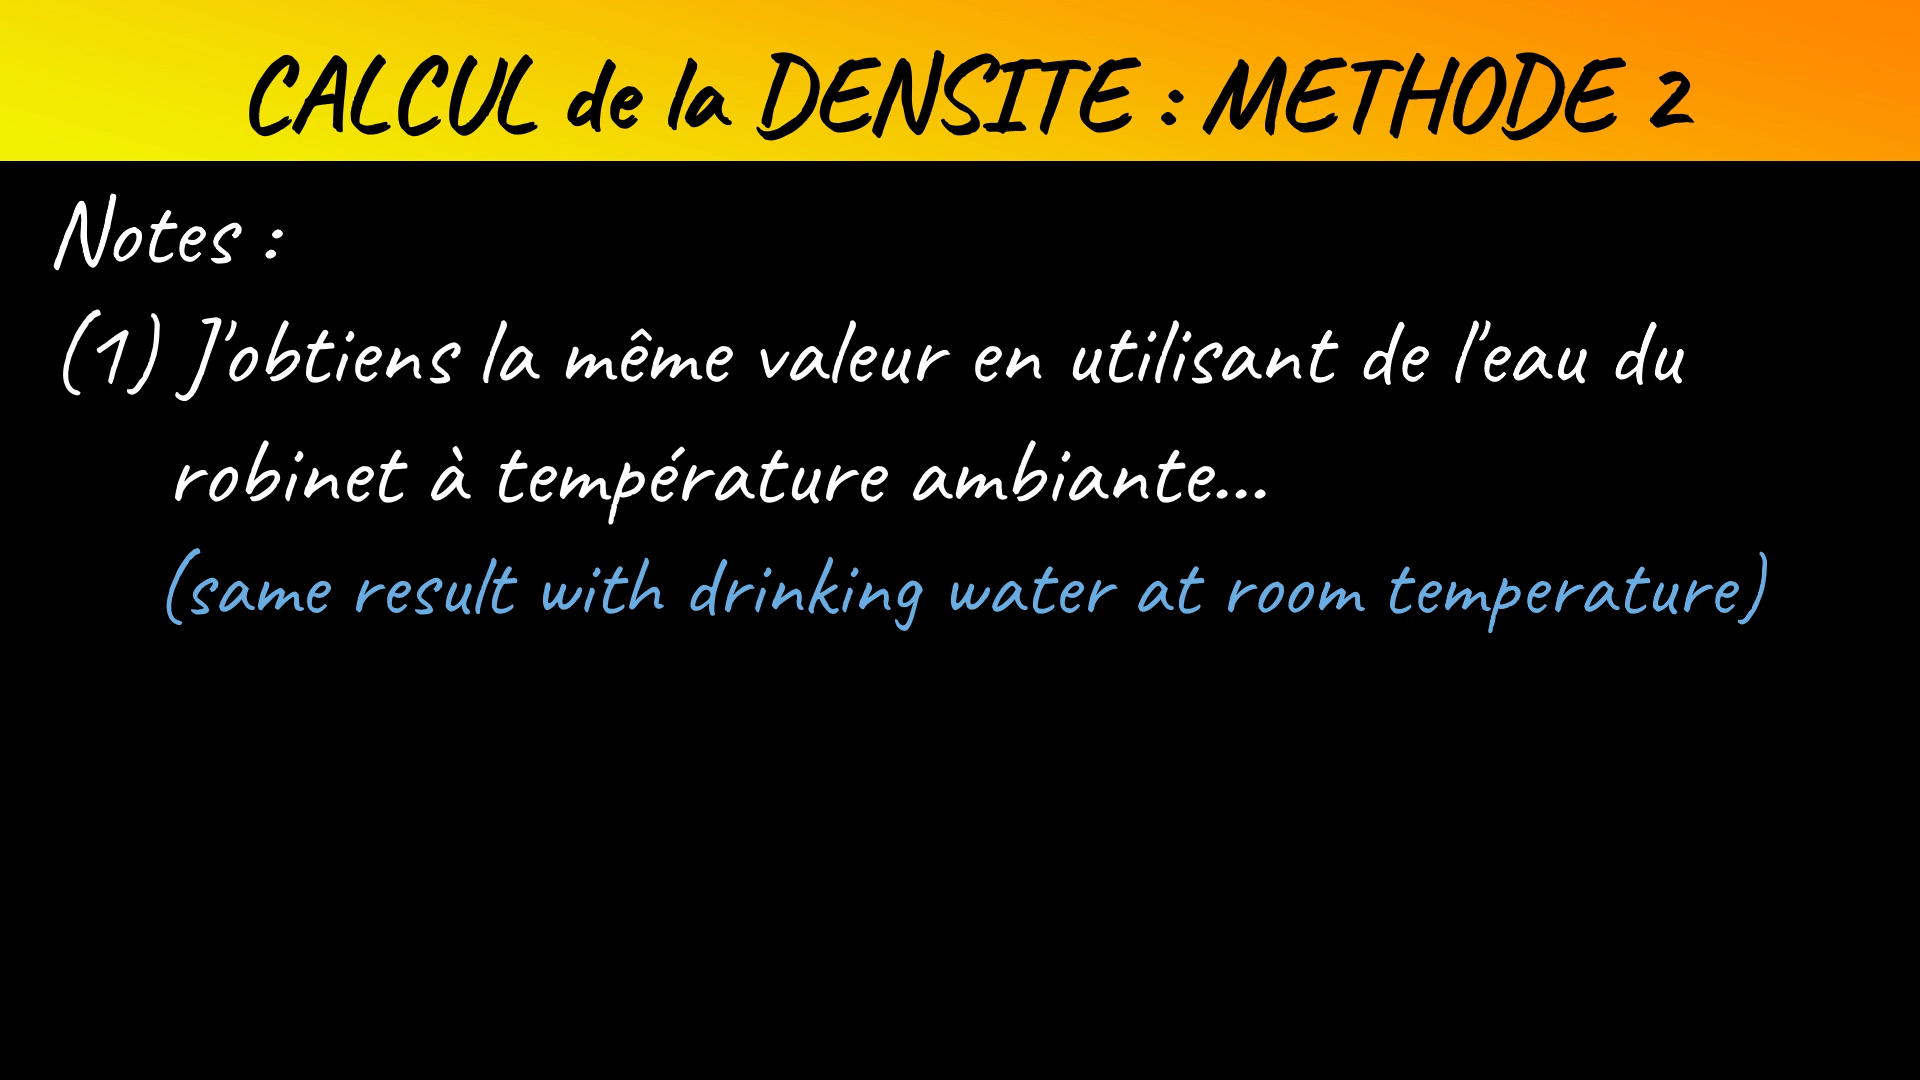 CALCUL de la DENSITE : METHODE 2
Notes :
(1) J'obtiens la même valeur en utilisant de l'eau du
robinet à température ambiante...
(same result with drinking water at room temperature)